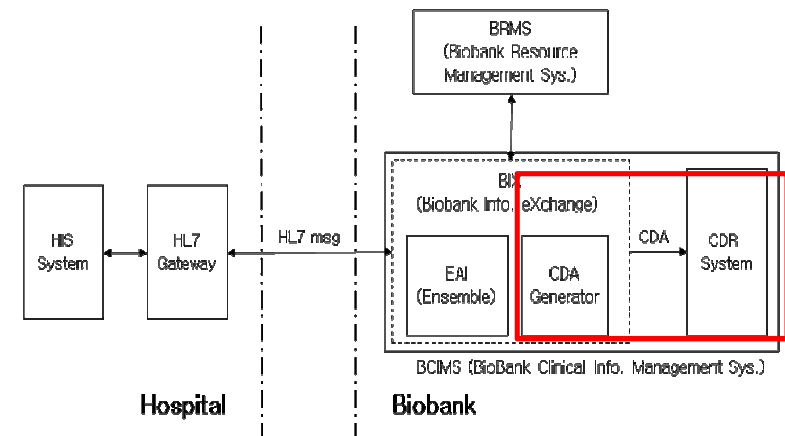 BRMS
(Biobank Resource
Management Sys.)
BIX
(Biobank Info. eXchange)
HIS
System
HL7
Gateway
HL7 msg
EAI
(Ensemble)
CDA
Generator
CDA
CDR
System
BCIMS (BioBank Clinical Info. Management Sys.)
Hospital
Biobank